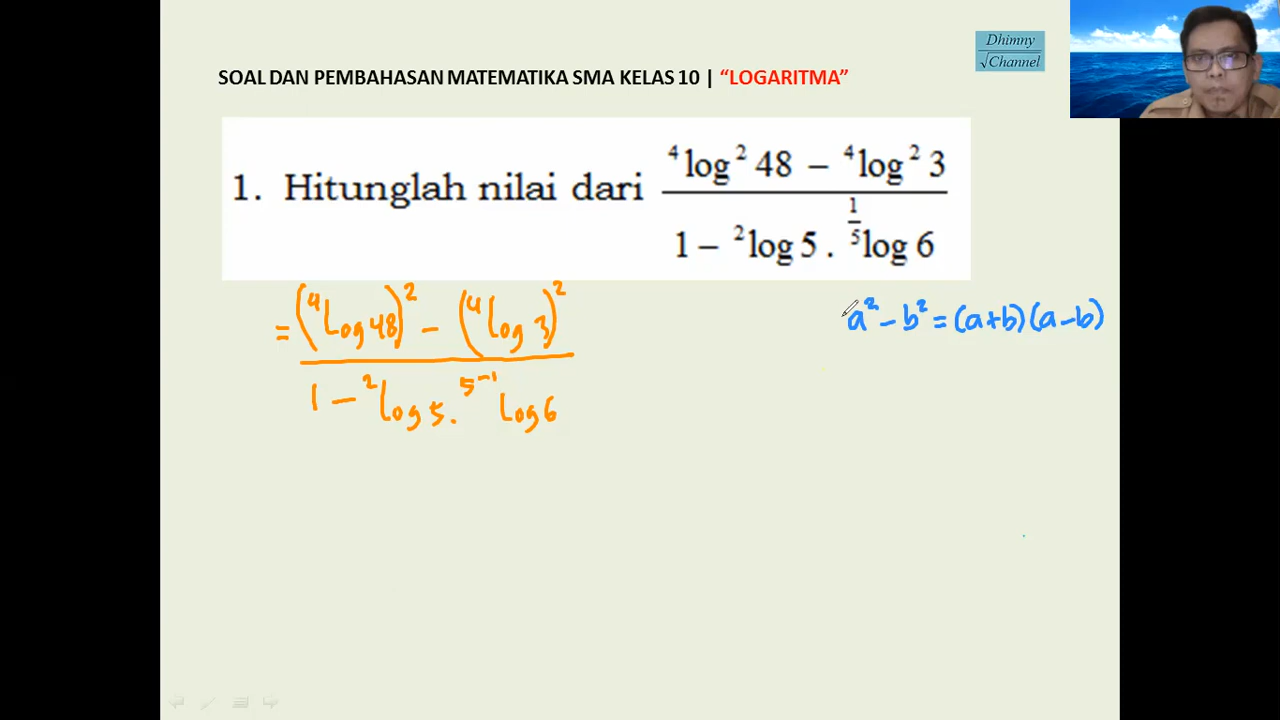 Dhimny
√Channel
SOAL DAN PEMBAHASAN MATEMATIKA SMA KELAS 10 | “LOGARITMA”
1. Hitunglah nilai dari
⁴log² 48 – ⁴log² 3
1 – ²log 5 . ^(1/5)log 6
= (⁴log 48)² – (⁴log 3)²
1 – ²log 5 . ^(5⁻¹)log 6
a² – b² = (a+b)(a–b)